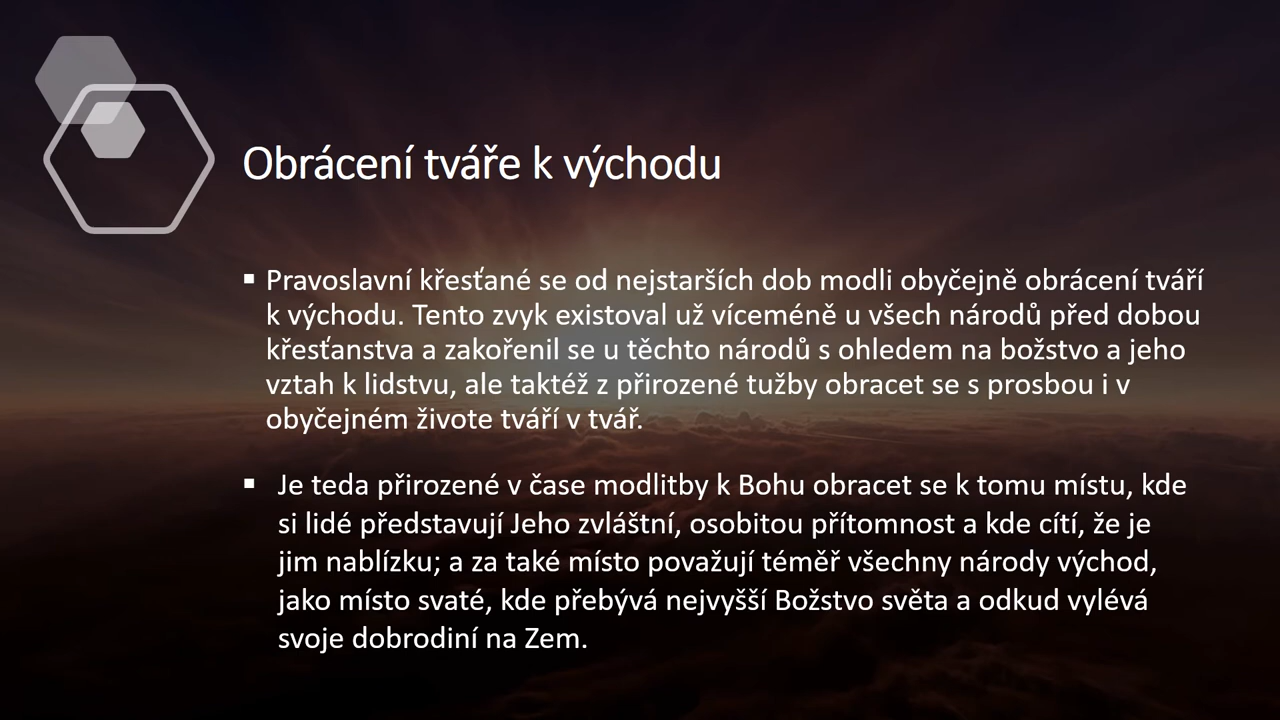 Obrácení tváře k východu
▪ Pravoslavní křesťané se od nejstarších dob modli obyčejně obrácení tváří
k východu. Tento zvyk existoval už víceméně u všech národů před dobou
křesťanstva a zakořenil se u těchto národů s ohledem na božstvo a jeho
vztah k lidstvu, ale taktéž z přirozené tužby obracet se s prosbou i v
obyčejném živote tváří v tvář.
▪ Je teda přirozené v čase modlitby k Bohu obracet se k tomu místu, kde
si lidé představují Jeho zvláštní, osobitou přítomnost a kde cítí, že je
jim nablízku; a za také místo považují téměř všechny národy východ,
jako místo svaté, kde přebývá nejvyšší Božstvo světa a odkud vylévá
svoje dobrodiní na Zem.